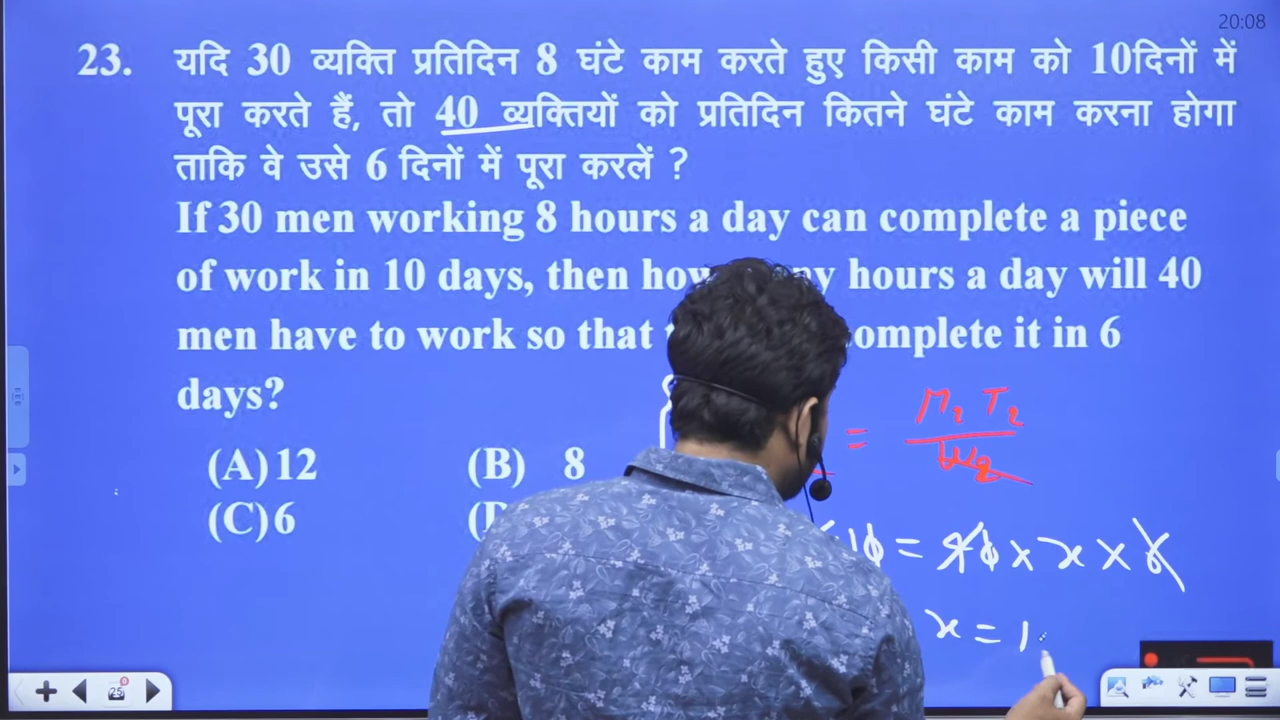 20:08
23. यदि 30 व्यक्ति प्रतिदिन 8 घंटे काम करते हुए किसी काम को 10दिनों में
पूरा करते हैं, तो 40 व्यक्तियों को प्रतिदिन कितने घंटे काम करना होगा
ताकि वे उसे 6 दिनों में पूरा करलें ?
If 30 men working 8 hours a day can complete a piece
of work in 10 days, then hours a day will 40
men have to work so that it in 6
days?
= M₂ T₂
W₂
(A) 12 (B) 8
(C) 6
= 40 x x x 6
x = 1
25